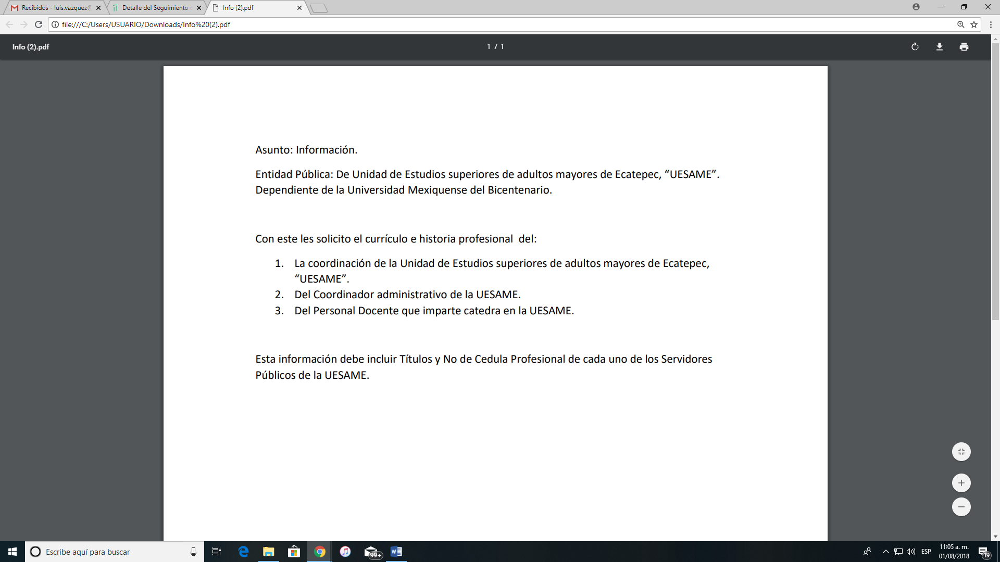 Recibidos - luis.vazquez@
Detalle del Seguimiento
Info (2).pdf
file:///C:/Users/USUARIO/Downloads/Info%20(2).pdf
Info (2).pdf
1 / 1
Asunto: Información.
Entidad Pública: De Unidad de Estudios superiores de adultos mayores de Ecatepec, “UESAME”.
Dependiente de la Universidad Mexiquense del Bicentenario.
Con este les solicito el currículo e historia profesional  del:
1. La coordinación de la Unidad de Estudios superiores de adultos mayores de Ecatepec,
“UESAME”.
2. Del Coordinador administrativo de la UESAME.
3. Del Personal Docente que imparte catedra en la UESAME.
Esta información debe incluir Títulos y No de Cedula Profesional de cada uno de los Servidores
Públicos de la UESAME.
Escribe aquí para buscar
99+
ESP
11:05 a. m.
01/08/2018
19